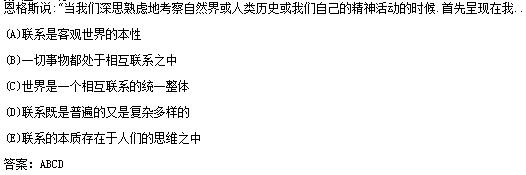 恩格斯说:“当我们深思熟虑地考察自然界或人类历史或我们自己的精神活动的时候.首先呈现在我..
(A)联系是客观世界的本性
(B)一切事物都处于相互联系之中
(C)世界是一个相互联系的统一整体
(D)联系既是普遍的又是复杂多样的
(E)联系的本质存在于人们的思维之中
答案: ABCD